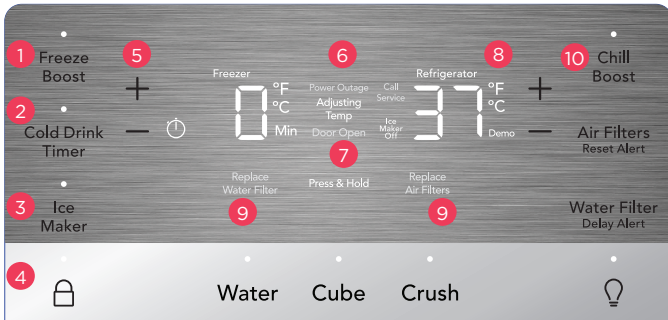 1
Freeze
Boost
2
Cold Drink
Timer
3
Ice
Maker
4
5
+
−
Freezer
0
°F
°C
Min
6
Power Outage
Adjusting
Temp
Door Open
7
Press & Hold
Call
Service
Ice
Maker
Off
Refrigerator
37
8
°F
°C
Demo
Replace
Water Filter
9
Replace
Air Filters
9
+
−
10
Chill
Boost
Air Filters
Reset Alert
Water Filter
Delay Alert
Water
Cube
Crush